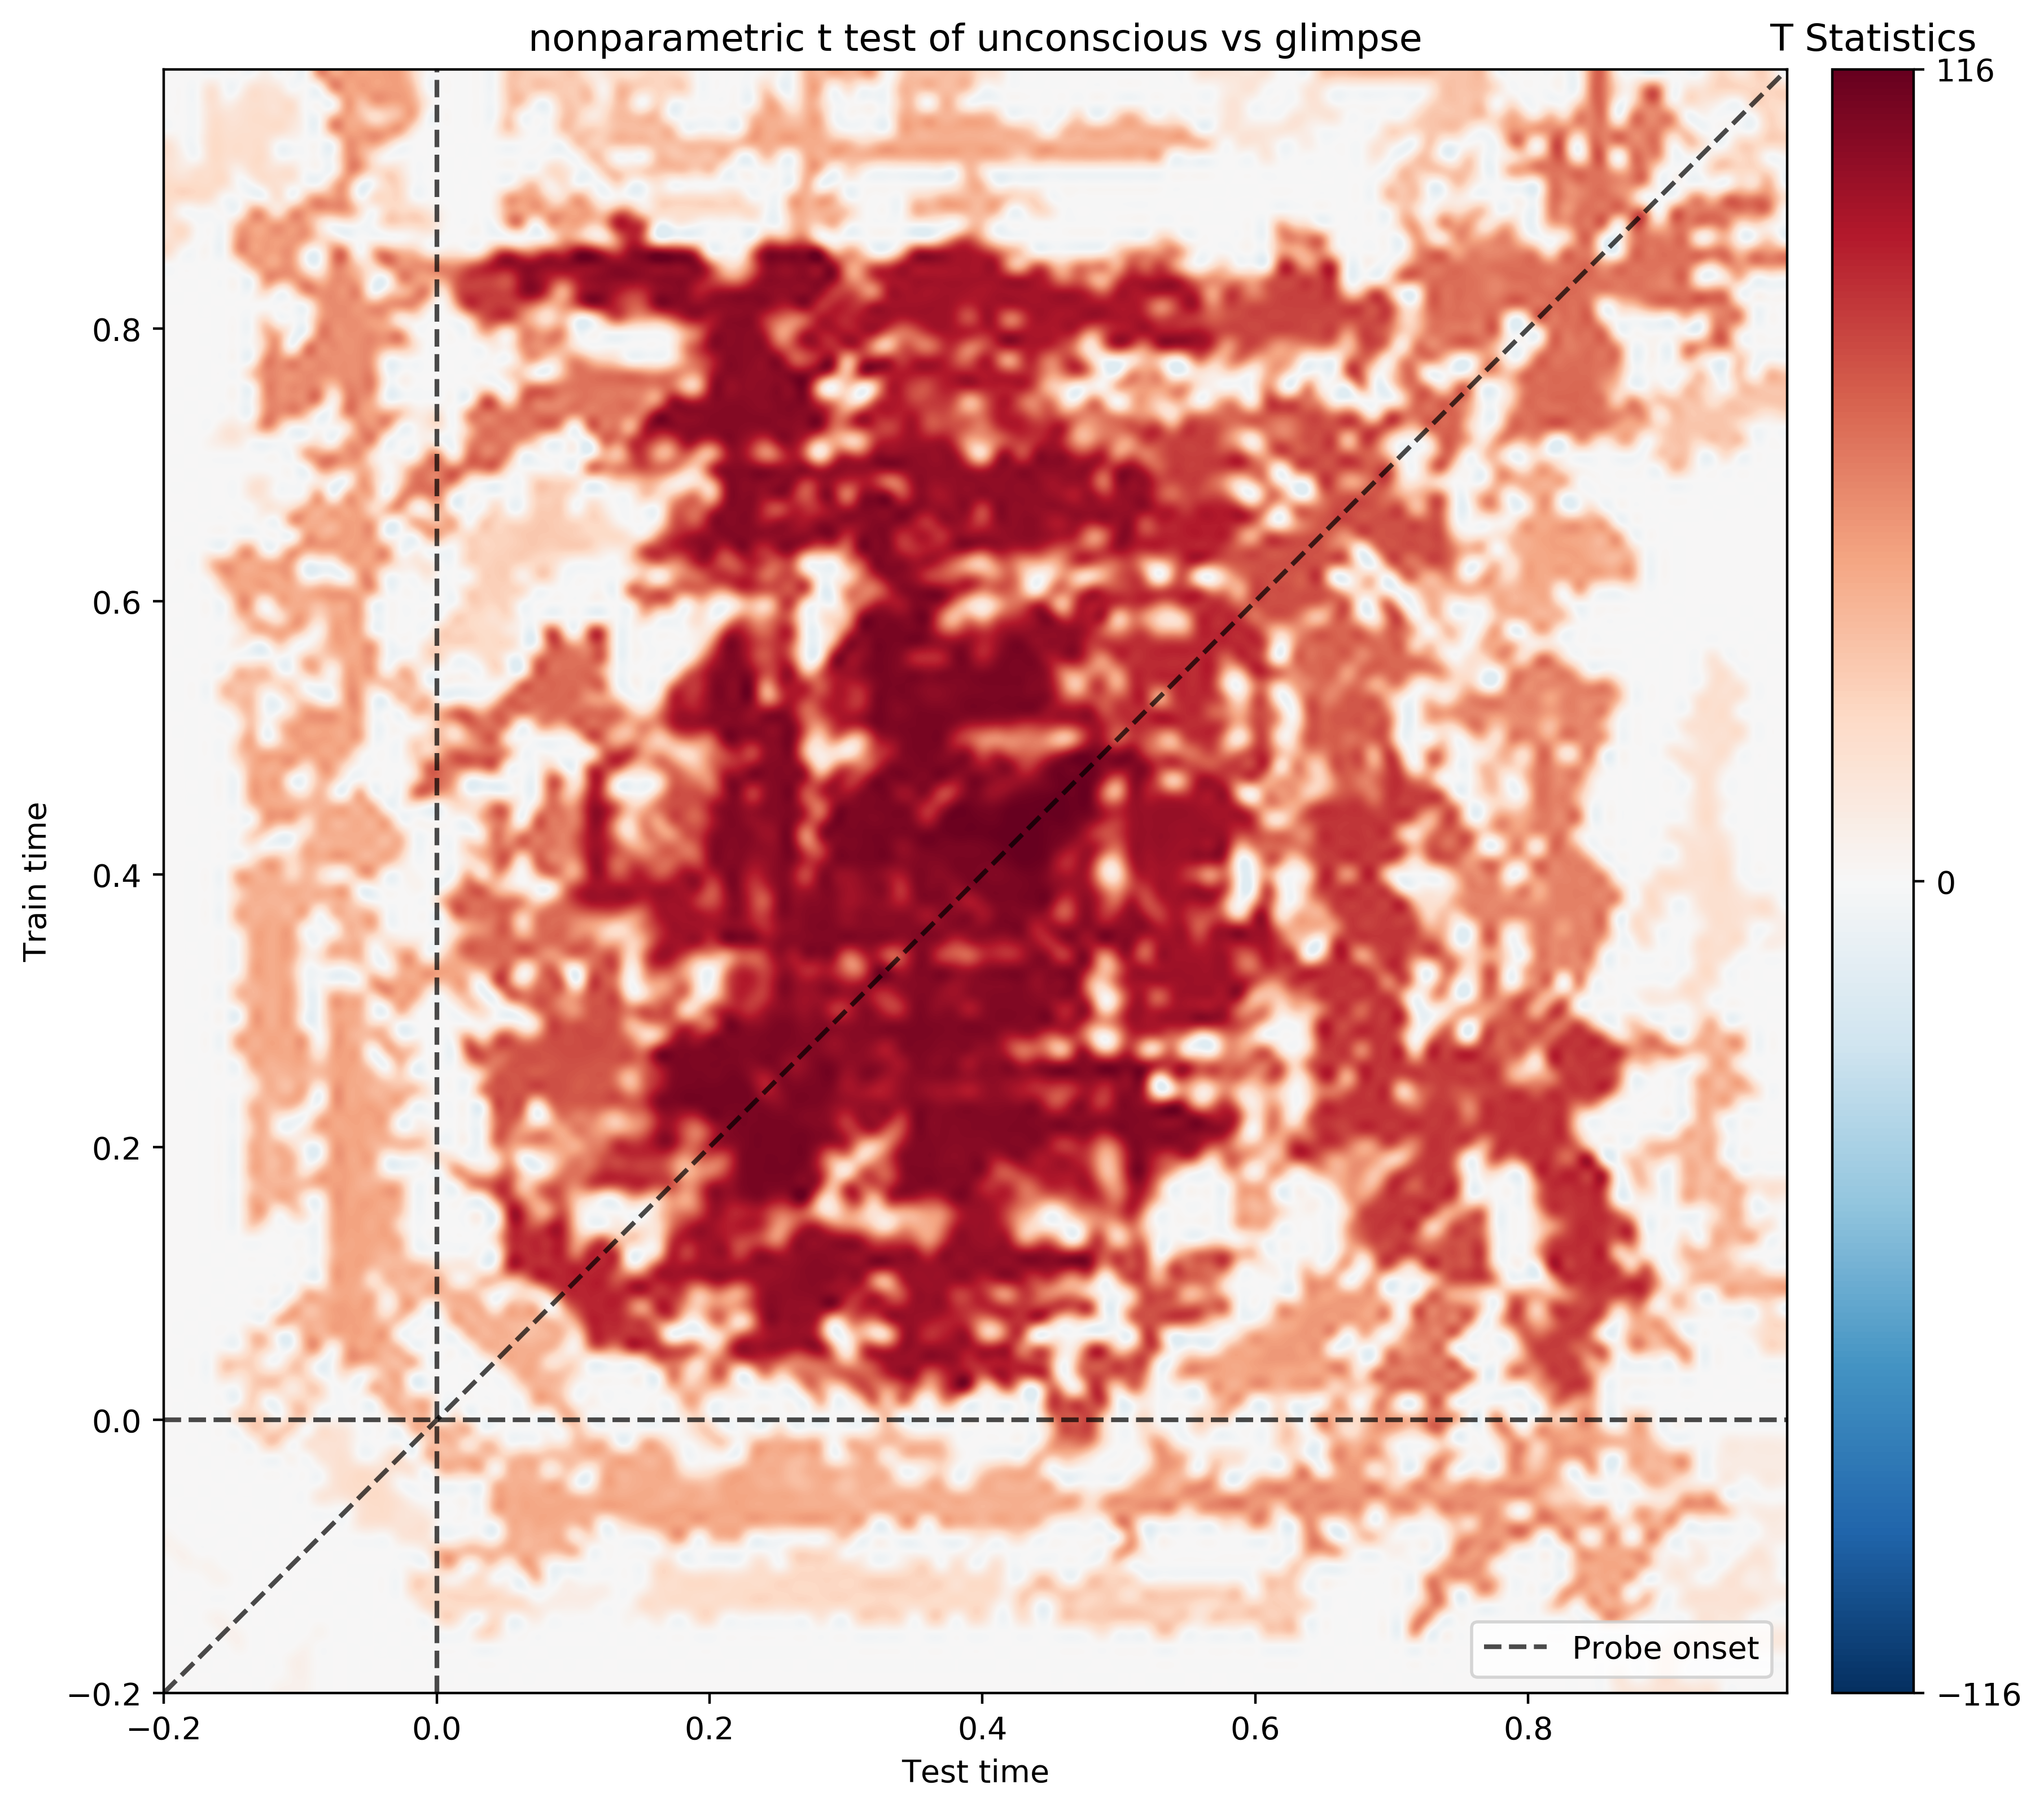 nonparametric t test of unconscious vs glimpse
T Statistics
116
0
−116
Train time
0.8
0.6
0.4
0.2
0.0
−0.2
−0.2 0.0 0.2 0.4 0.6 0.8
Test time
Probe onset